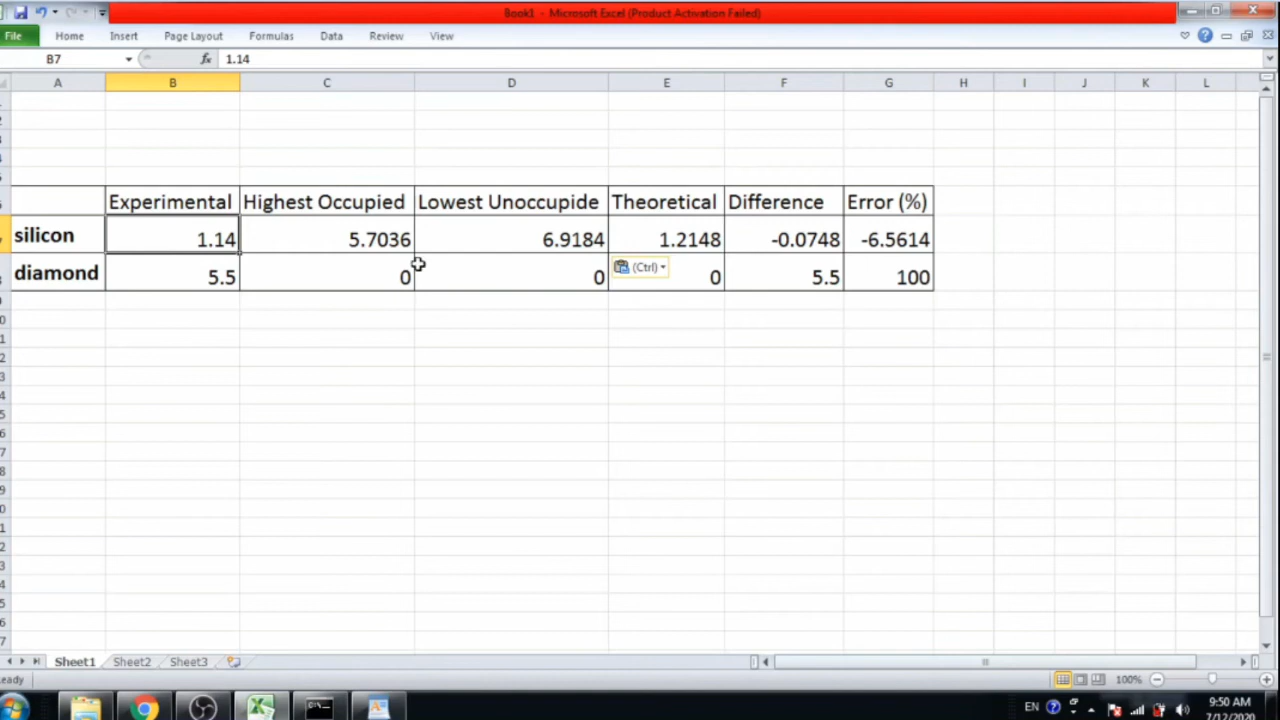 Book1 - Microsoft Excel (Product Activation Failed)
File Home Insert Page Layout Formulas Data Review View
B7 fx 1.14
A B C D E F G H I J K L
Experimental Highest Occupied Lowest Unoccupide Theoretical Difference Error (%)
silicon 1.14 5.7036 6.9184 1.2148 -0.0748 -6.5614
(Ctrl)
diamond 5.5 0 0 0 5.5 100
Sheet1 Sheet2 Sheet3
eady 100%
EN 9:50 AM
7/12/2020